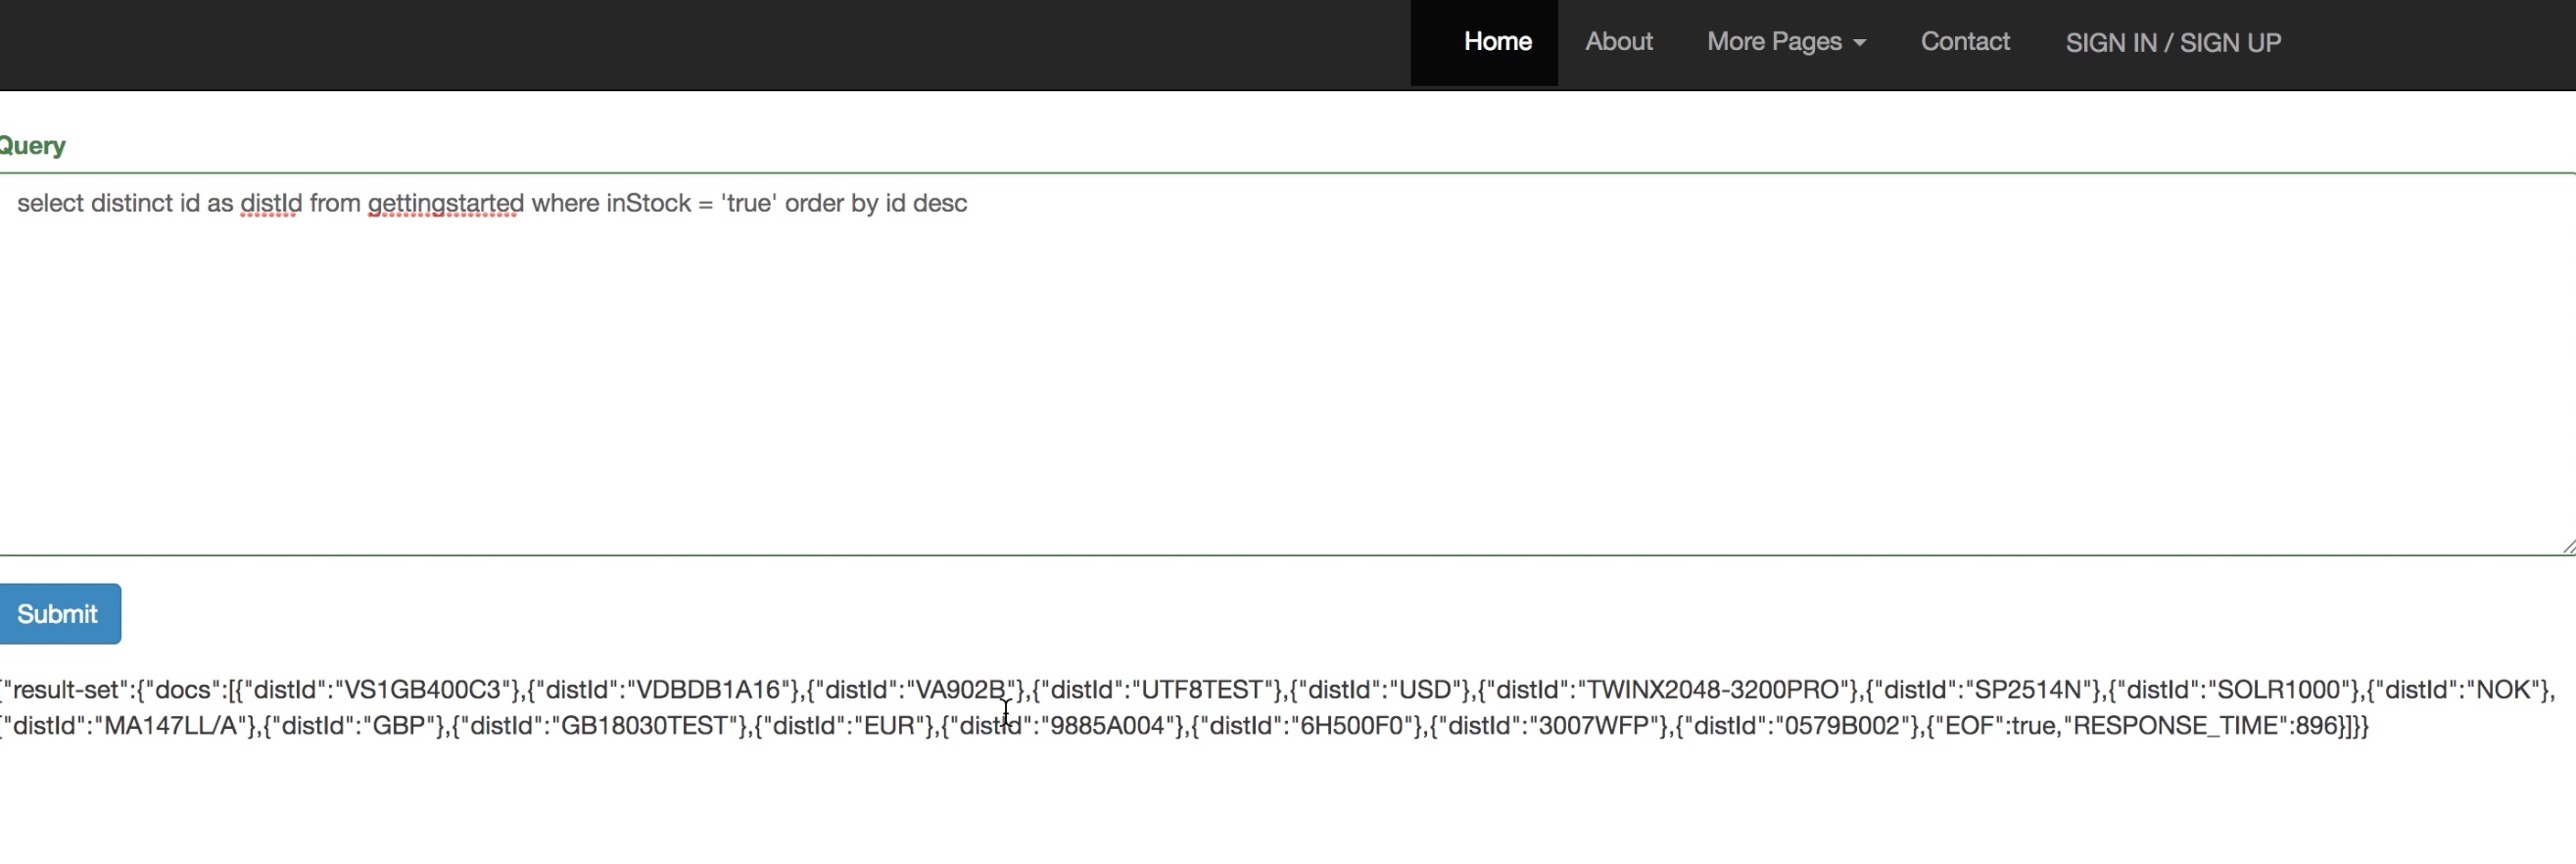 Home About More Pages Contact SIGN IN / SIGN UP
Query
select distinct id as distId from gettingstarted where inStock = 'true' order by id desc
Submit
{"result-set":{"docs":[{"distId":"VS1GB400C3"},{"distId":"VDBDB1A16"},{"distId":"VA902B"},{"distId":"UTF8TEST"},{"distId":"USD"},{"distId":"TWINX2048-3200PRO"},{"distId":"SP2514N"},{"distId":"SOLR1000"},{"distId":"NOK"},
{"distId":"MA147LL/A"},{"distId":"GBP"},{"distId":"GB18030TEST"},{"distId":"EUR"},{"distId":"9885A004"},{"distId":"6H500F0"},{"distId":"3007WFP"},{"distId":"0579B002"},{"EOF":true,"RESPONSE_TIME":896}]}}